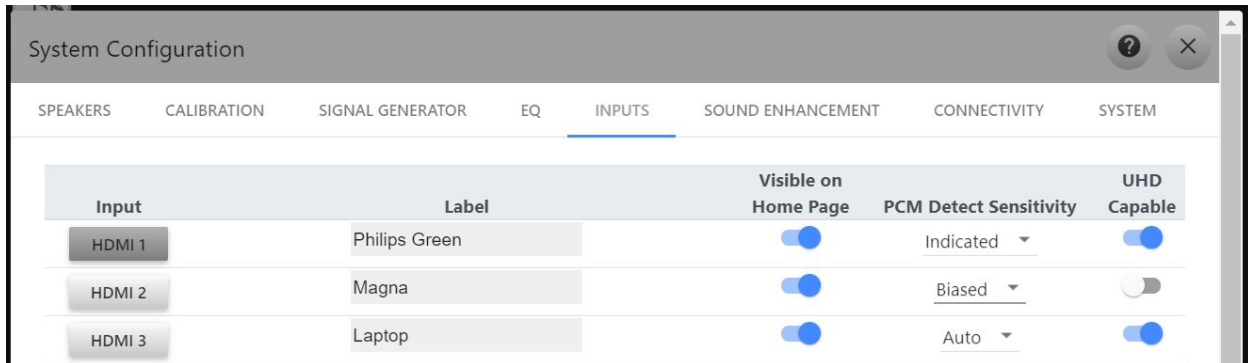 System Configuration
SPEAKERS CALIBRATION SIGNAL GENERATOR EQ INPUTS SOUND ENHANCEMENT CONNECTIVITY SYSTEM
Input Label Visible on Home Page PCM Detect Sensitivity UHD Capable
HDMI 1 Philips Green Indicated
HDMI 2 Magna Biased
HDMI 3 Laptop Auto